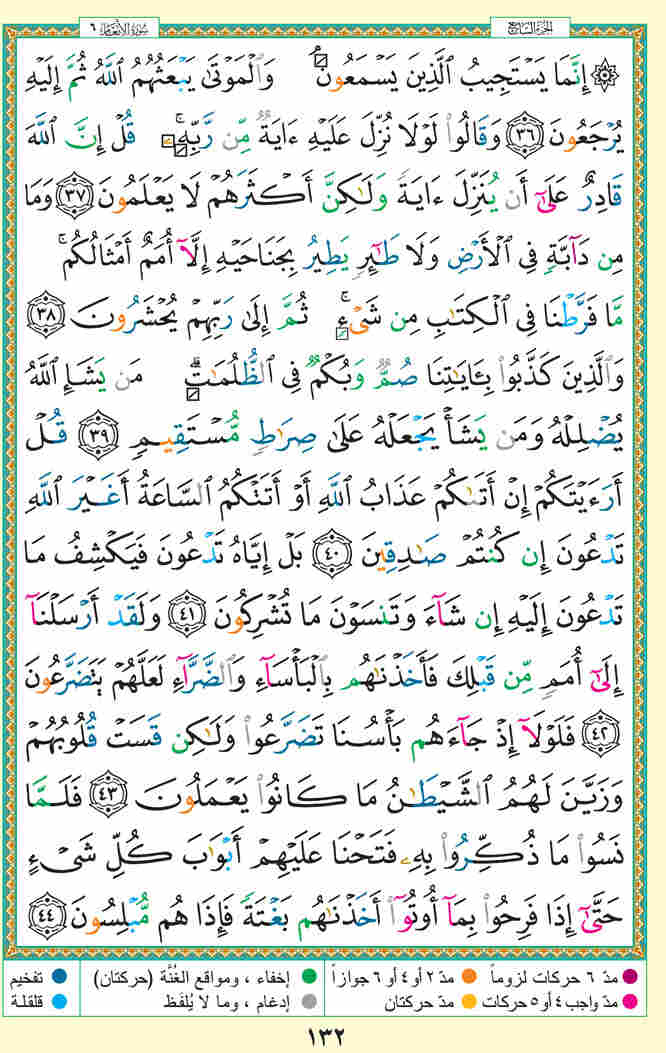 الجزء السابع
سورة الأنعام ٦
۞ إِنَّمَا يَسْتَجِيبُ ٱلَّذِينَ يَسْمَعُونَ ۘ وَٱلْمَوْتَىٰ يَبْعَثُهُمُ ٱللَّهُ ثُمَّ إِلَيْهِ
يُرْجَعُونَ ٣٦ وَقَالُوا۟ لَوْلَا نُزِّلَ عَلَيْهِ ءَايَةٌ مِّن رَّبِّهِۦ ۚ قُلْ إِنَّ ٱللَّهَ
قَادِرٌ عَلَىٰٓ أَن يُنَزِّلَ ءَايَةً وَلَـٰكِنَّ أَكْثَرَهُمْ لَا يَعْلَمُونَ ٣٧ وَمَا
مِن دَآبَّةٍ فِى ٱلْأَرْضِ وَلَا طَـٰٓئِرٍ يَطِيرُ بِجَنَاحَيْهِ إِلَّآ أُمَمٌ أَمْثَالُكُم ۚ
مَّا فَرَّطْنَا فِى ٱلْكِتَـٰبِ مِن شَىْءٍ ۚ ثُمَّ إِلَىٰ رَبِّهِمْ يُحْشَرُونَ ٣٨
وَٱلَّذِينَ كَذَّبُوا۟ بِـَٔايَـٰتِنَا صُمٌّ وَبُكْمٌ فِى ٱلظُّلُمَـٰتِ ۗ مَن يَشَإِ ٱللَّهُ
يُضْلِلْهُ وَمَن يَشَأْ يَجْعَلْهُ عَلَىٰ صِرَٰطٍ مُّسْتَقِيمٍ ٣٩ قُلْ
أَرَءَيْتَكُمْ إِنْ أَتَىٰكُمْ عَذَابُ ٱللَّهِ أَوْ أَتَتْكُمُ ٱلسَّاعَةُ أَغَيْرَ ٱللَّهِ
تَدْعُونَ إِن كُنتُمْ صَـٰدِقِينَ ٤٠ بَلْ إِيَّاهُ تَدْعُونَ فَيَكْشِفُ مَا
تَدْعُونَ إِلَيْهِ إِن شَآءَ وَتَنسَوْنَ مَا تُشْرِكُونَ ٤١ وَلَقَدْ أَرْسَلْنَآ
إِلَىٰٓ أُمَمٍ مِّن قَبْلِكَ فَأَخَذْنَـٰهُم بِٱلْبَأْسَآءِ وَٱلضَّرَّآءِ لَعَلَّهُمْ يَتَضَرَّعُونَ
٤٢ فَلَوْلَآ إِذْ جَآءَهُم بَأْسُنَا تَضَرَّعُوا۟ وَلَـٰكِن قَسَتْ قُلُوبُهُمْ
وَزَيَّنَ لَهُمُ ٱلشَّيْطَـٰنُ مَا كَانُوا۟ يَعْمَلُونَ ٤٣ فَلَمَّا
نَسُوا۟ مَا ذُكِّرُوا۟ بِهِۦ فَتَحْنَا عَلَيْهِمْ أَبْوَٰبَ كُلِّ شَىْءٍ
حَتَّىٰٓ إِذَا فَرِحُوا۟ بِمَآ أُوتُوٓا۟ أَخَذْنَـٰهُم بَغْتَةً فَإِذَا هُم مُّبْلِسُونَ ٤٤
مدّ ٦ حركات لزوماً مدّ ٢ أو ٤ أو ٦ جوازاً إخفاء ، ومواقع الغُنَّة (حركتان) تفخيم
مدّ واجب ٤ أو ٥ حركات مدّ حركتان إدغام ، وما لا يُلفَظ قلقلة
١٣٢